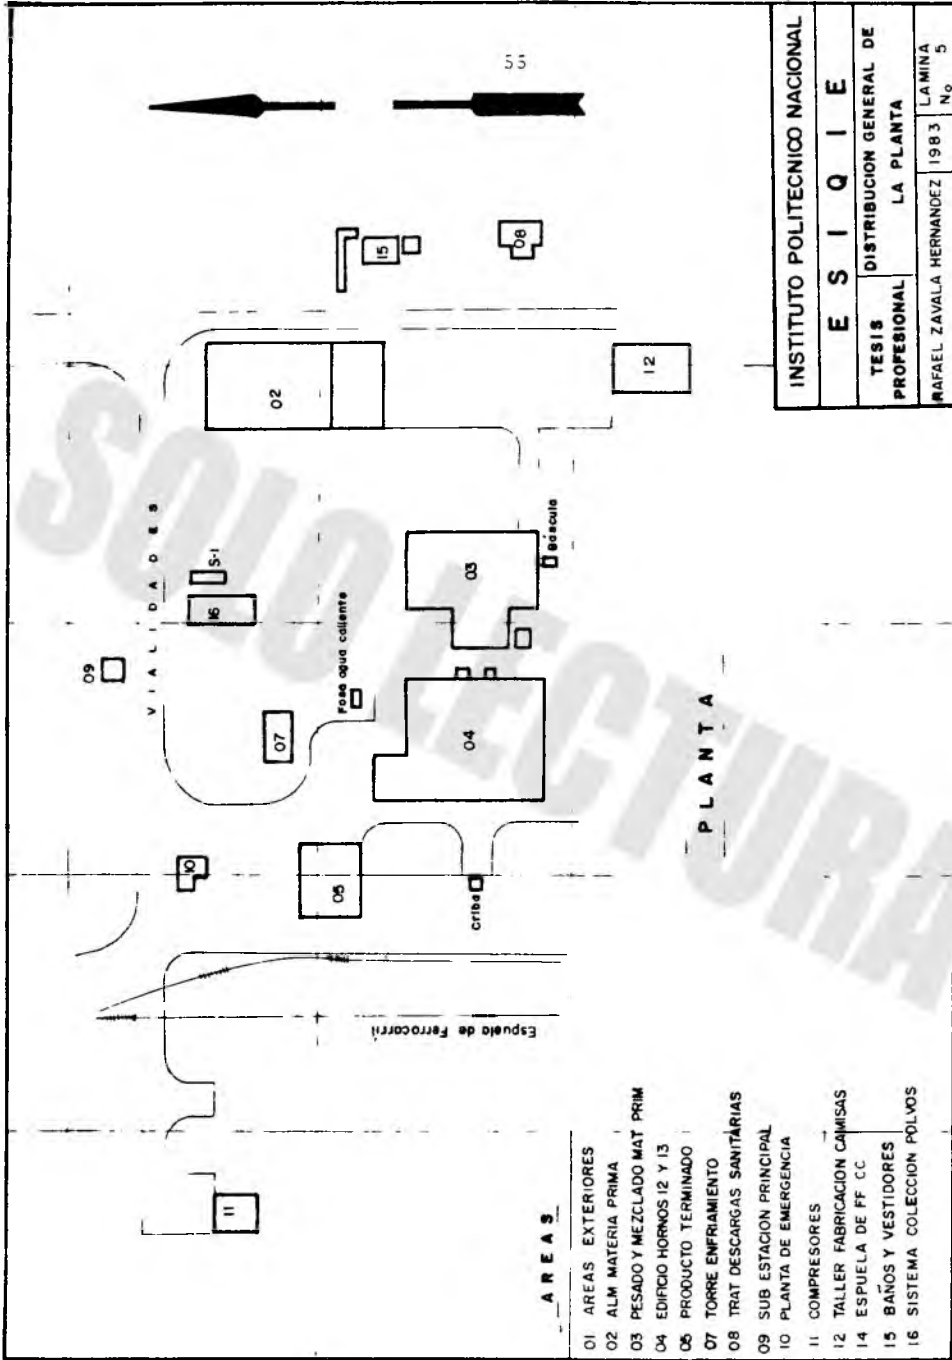 55
INSTITUTO POLITECNICO NACIONAL
E S I Q I E
TESIS PROFESIONAL
DISTRIBUCION GENERAL DE LA PLANTA
RAFAEL ZAVALA HERNANDEZ
1983
LAMINA
No 5
SOLO LECTURA
VIALIDADES
09
16
S-1
07
Fosa agua caliente
02
15
08
12
10
05
Criba
04
03
Báscula
PLANTA
Espuela de Ferrocarril
11
AREAS
01 AREAS EXTERIORES
02 ALM MATERIA PRIMA
03 PESADO Y MEZCLADO MAT PRIM
04 EDIFICIO HORNOS 12 Y 13
05 PRODUCTO TERMINADO
07 TORRE ENFRIAMIENTO
08 TRAT DESCARGAS SANITARIAS
09 SUB ESTACION PRINCIPAL
10 PLANTA DE EMERGENCIA
11 COMPRESORES
12 TALLER FABRICACION CAMISAS
14 ESPUELA DE FF CC
15 BAÑOS Y VESTIDORES
16 SISTEMA COLECCION POLVOS